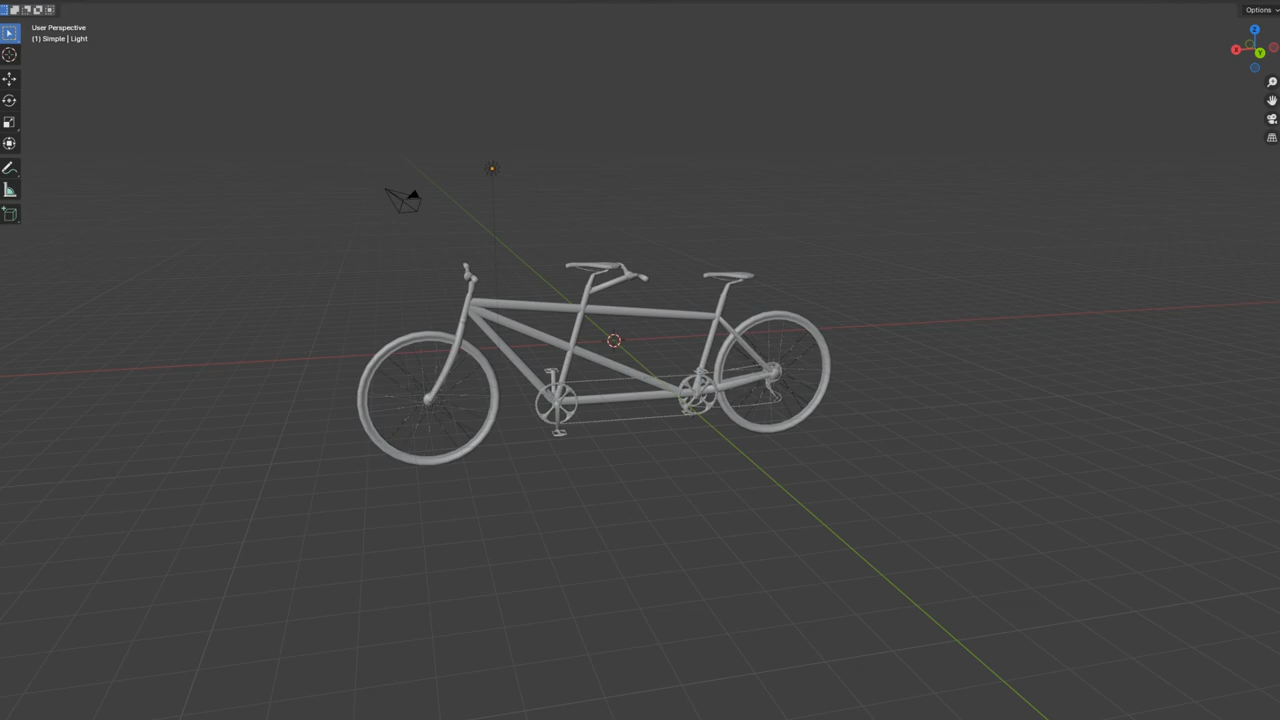 Options
User Perspective
(1) Simple | Light
Z
X
Y